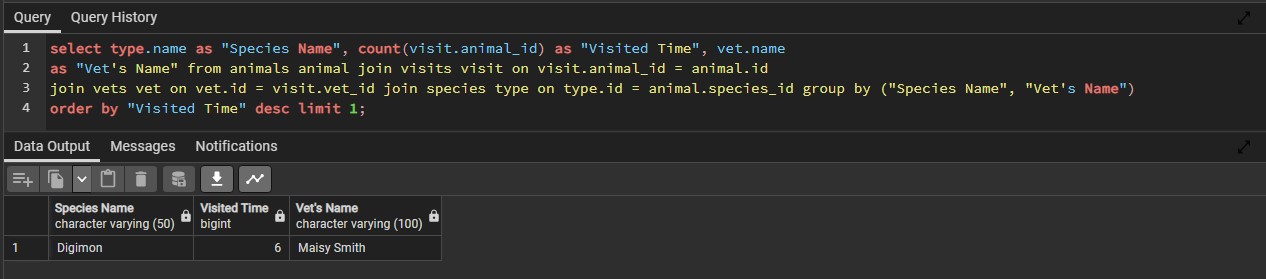 Query Query History
1 select type.name as "Species Name", count(visit.animal_id) as "Visited Time", vet.name
2 as "Vet's Name" from animals animal join visits visit on visit.animal_id = animal.id
3 join vets vet on vet.id = visit.vet_id join species type on type.id = animal.species_id group by ("Species Name", "Vet's Name")
4 order by "Visited Time" desc limit 1;
Data Output Messages Notifications
Species Name Visited Time Vet's Name
character varying (50) bigint character varying (100)
1 Digimon 6 Maisy Smith